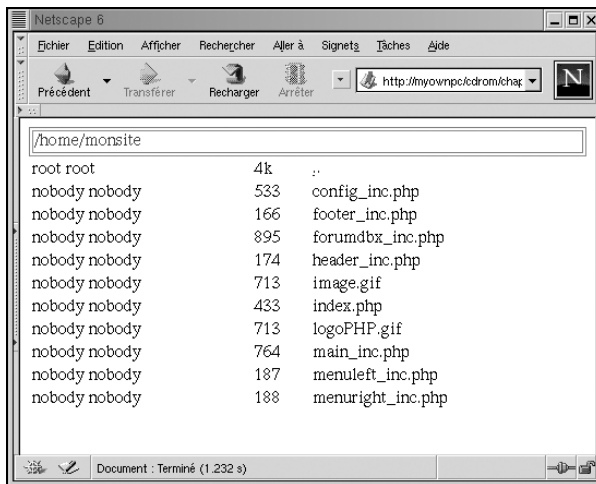 Netscape 6
Fichier Edition Afficher Rechercher Aller à Signets Tâches Aide
Précédent Transférer Recharger Arrêter http://myownpc/cdrom/chap N
/home/monsite
root root 4k ..
nobody nobody 533 config_inc.php
nobody nobody 166 footer_inc.php
nobody nobody 895 forumdbx_inc.php
nobody nobody 174 header_inc.php
nobody nobody 713 image.gif
nobody nobody 433 index.php
nobody nobody 713 logoPHP.gif
nobody nobody 764 main_inc.php
nobody nobody 187 menuleft_inc.php
nobody nobody 188 menuright_inc.php
Document : Terminé (1.232 s)